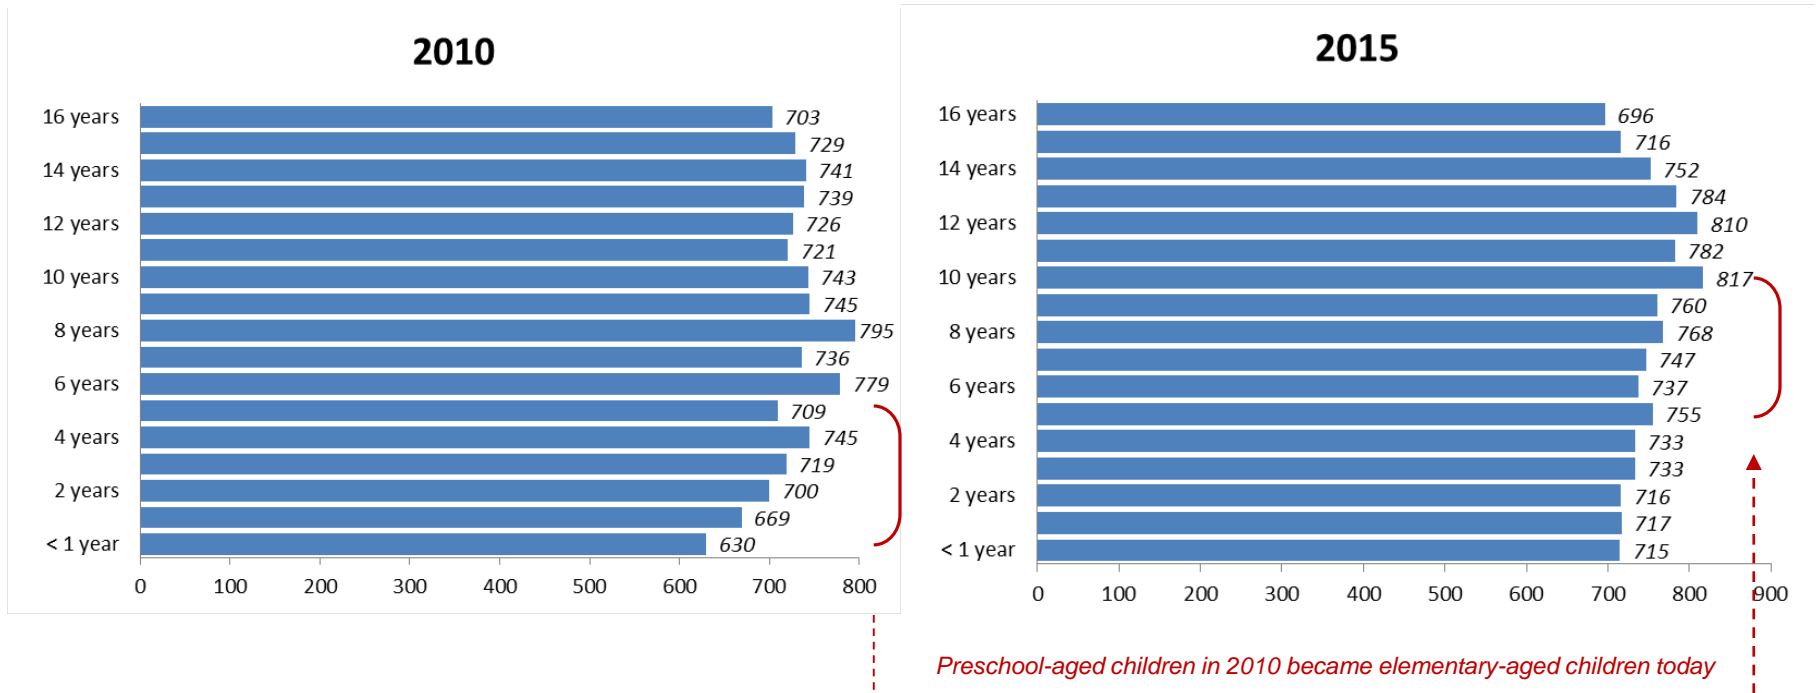 2010
16 years 703
729
14 years 741
739
12 years 726
721
10 years 743
745
8 years 795
736
6 years 779
709
4 years 745
719
2 years 700
669
< 1 year 630
0 100 200 300 400 500 600 700 800
2015
16 years 696
716
14 years 752
784
12 years 810
782
10 years 817
760
8 years 768
747
6 years 737
755
4 years 733
733
2 years 716
717
< 1 year 715
0 100 200 300 400 500 600 700 800 900
Preschool-aged children in 2010 became elementary-aged children today